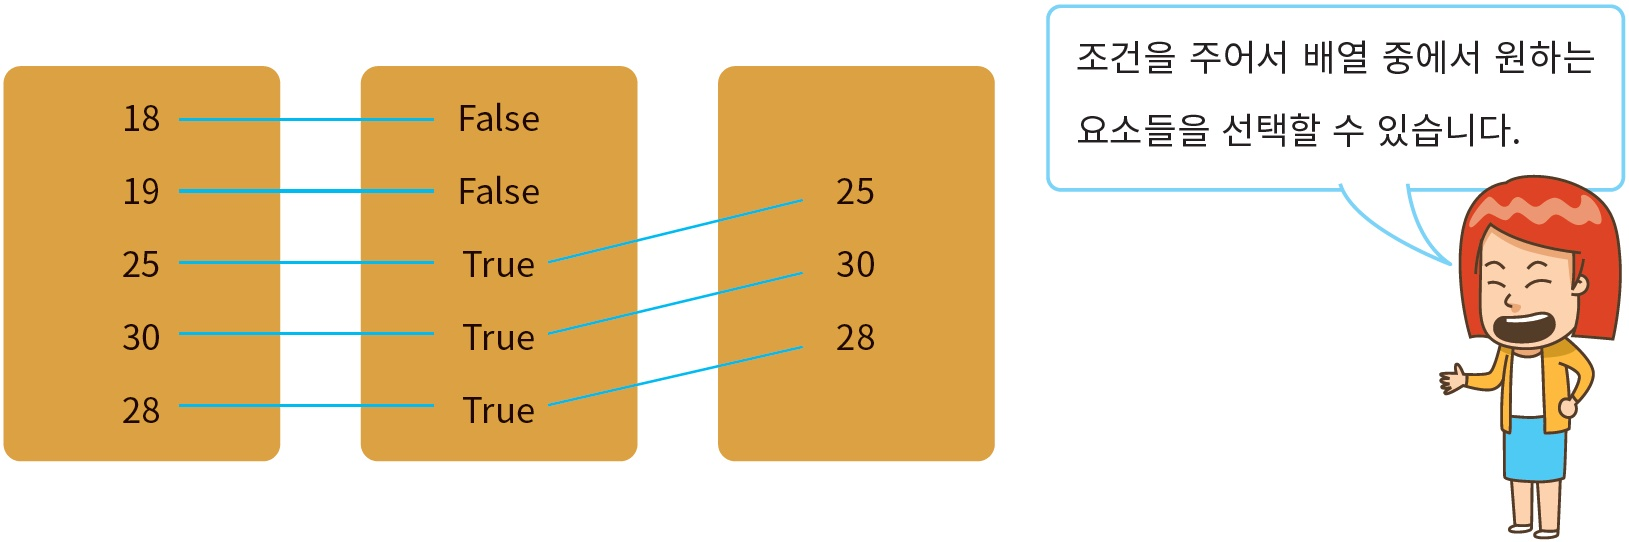 18 False
19 False 25
25 True 30
30 True 28
28 True
조건을 주어서 배열 중에서 원하는
요소들을 선택할 수 있습니다.